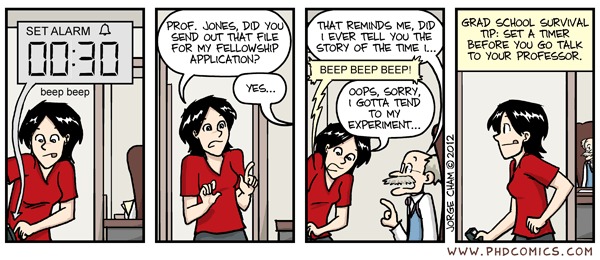 SET ALARM
00:30
beep beep
PROF. JONES, DID YOU
SEND OUT THAT FILE
FOR MY FELLOWSHIP
APPLICATION?
YES...
THAT REMINDS ME, DID
I EVER TELL YOU THE
STORY OF THE TIME I...
BEEP BEEP BEEP!
OOPS, SORRY,
I GOTTA TEND
TO MY
EXPERIMENT...
JORGE CHAM © 2012
GRAD SCHOOL SURVIVAL
TIP: SET A TIMER
BEFORE YOU GO TALK
TO YOUR PROFESSOR.
WWW.PHDCOMICS.COM